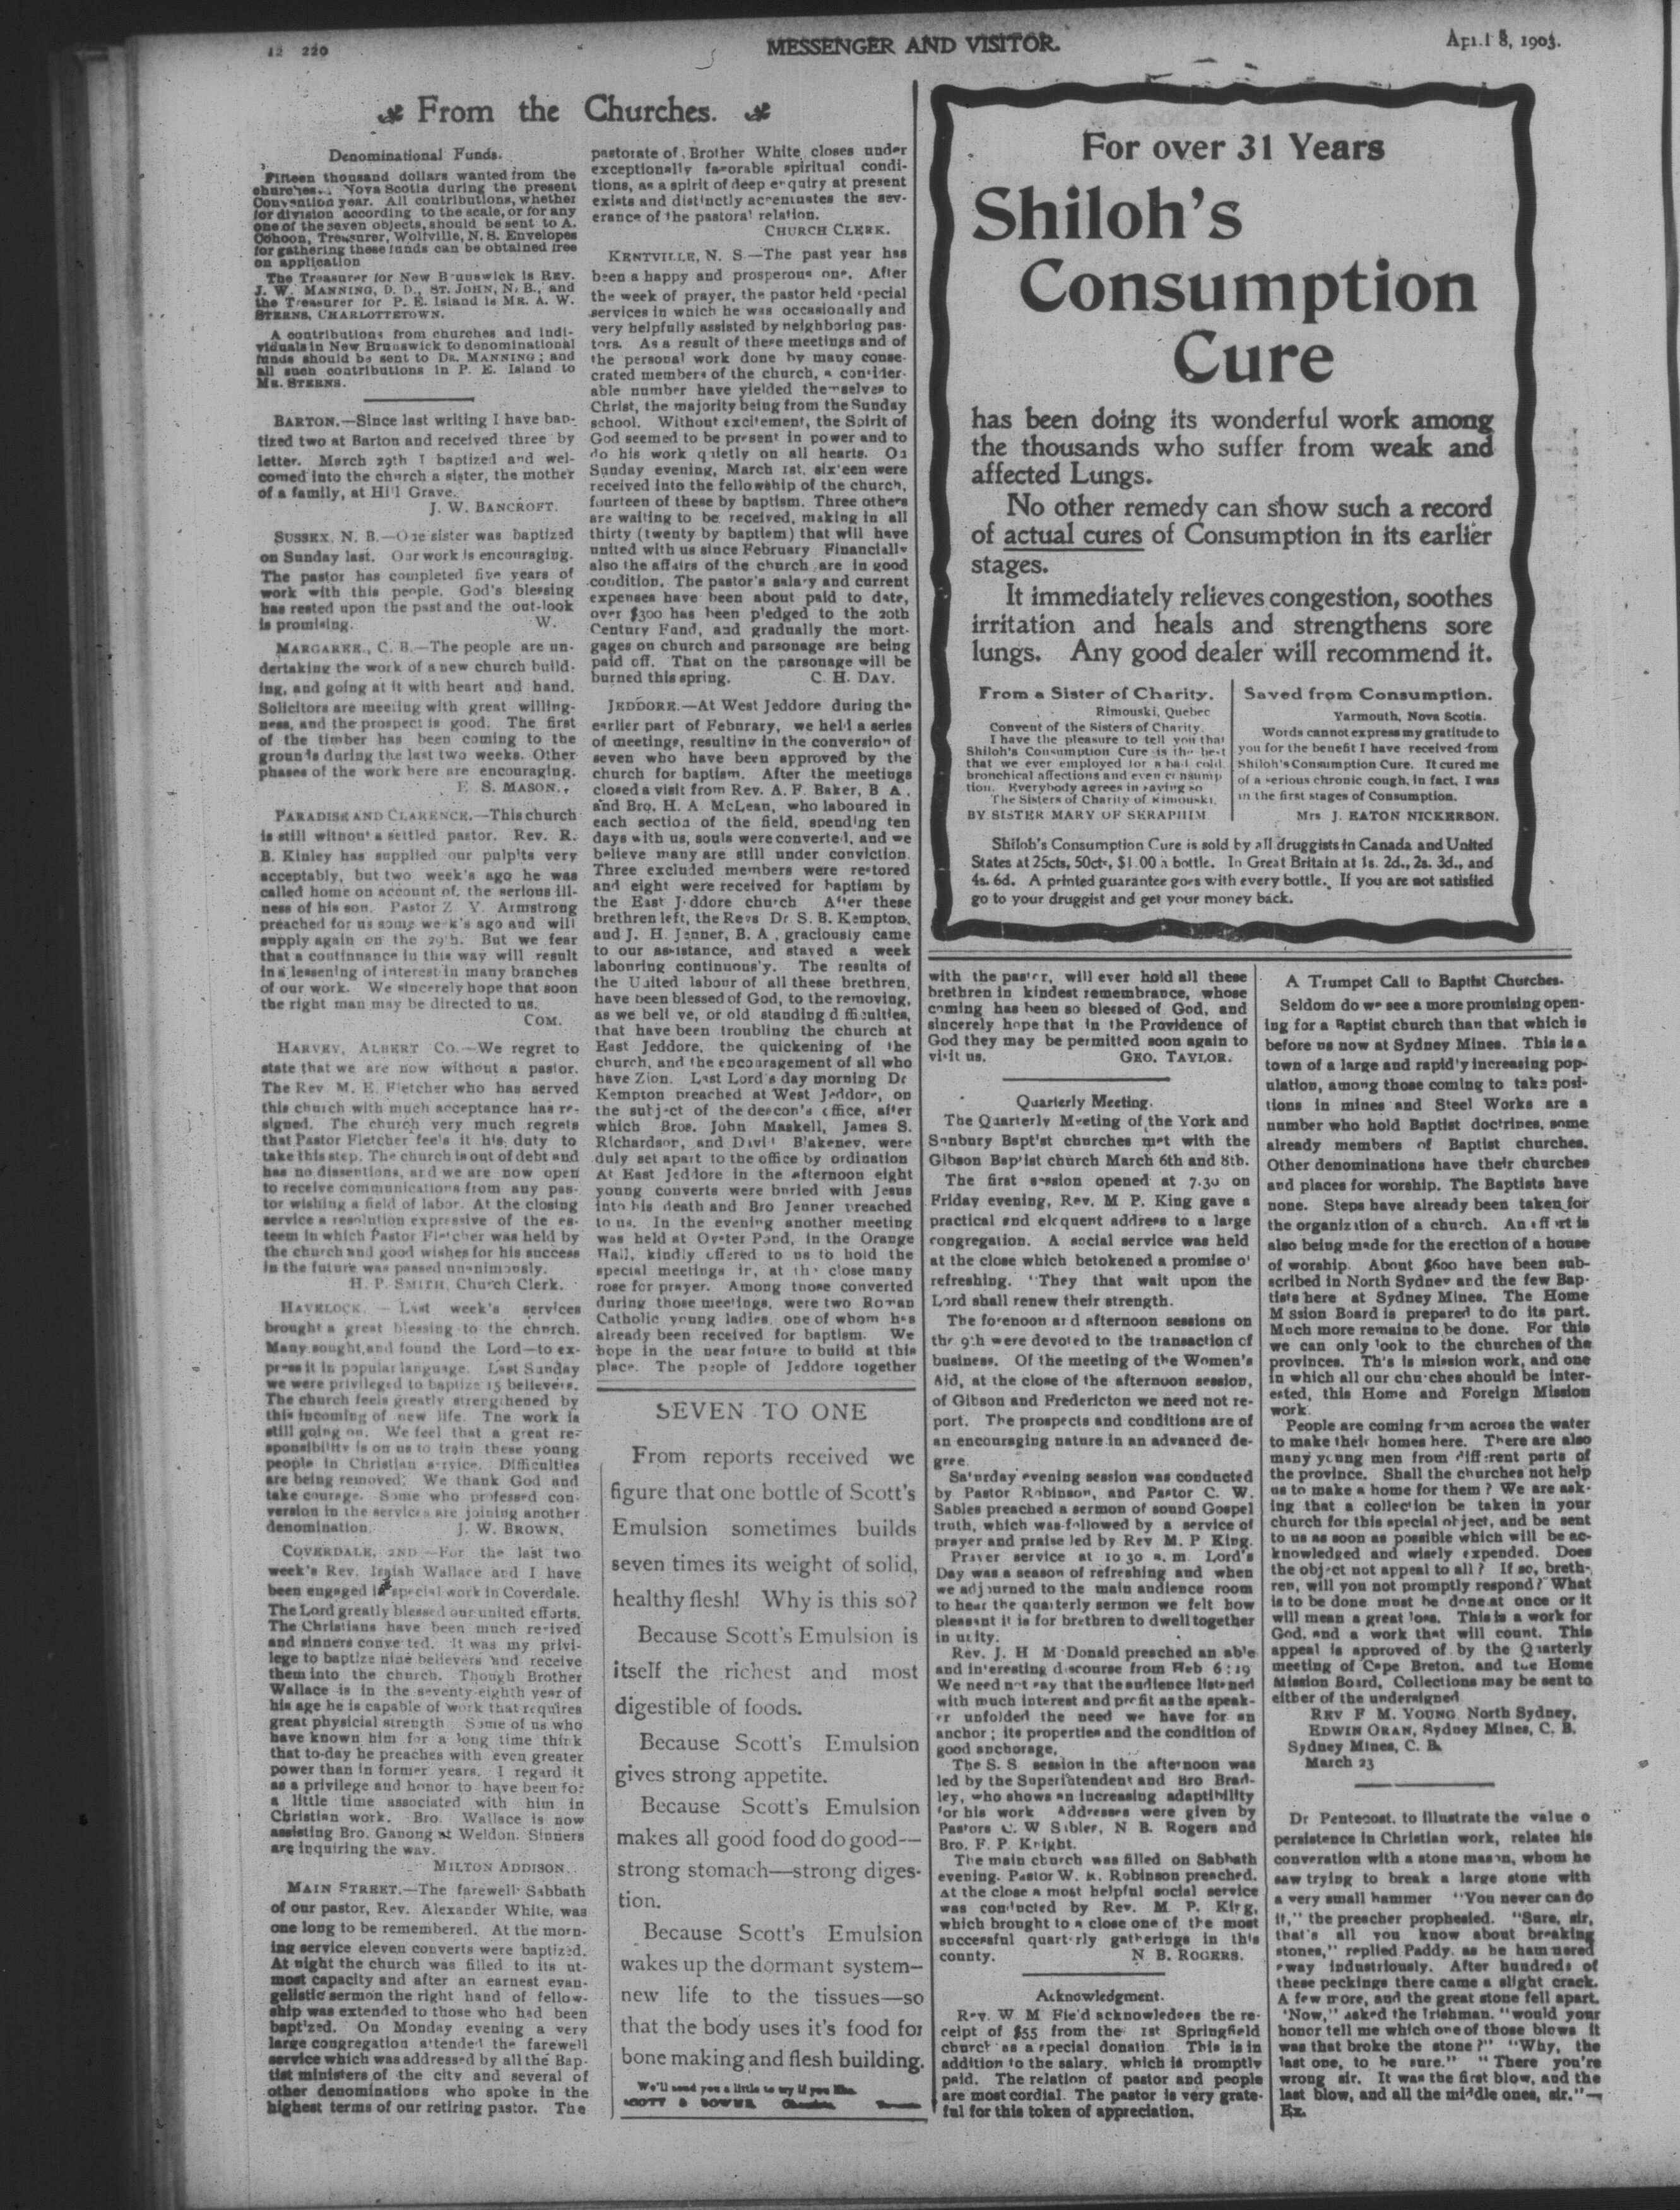 12 220
MESSENGER AND VISITOR.
April 8, 1903.
From the Churches.
Denominational Funds.
Fifteen thousand dollars wanted from the
churches Nova Scotia during the present
Convention year. All contributions, whether
for division according to the scale, or for any
one of the seven objects, should be sent to A.
Cohoon, Treasurer, Wolfville, N. S. Envelopes
for gathering these funds can be obtained free
on application
The Treasurer for New Brunswick is REV.
J. W. MANNING, D. D., ST. JOHN, N. B., and
the Treasurer for P. E. Island is MR. A. W.
STERNS, CHARLOTTETOWN.
A contributions from churches and indi-
viduals in New Brunswick to denominational
funds should be sent to DR. MANNING; and
all such contributions in P. E. Island to
MR. STERNS.
BARTON.—Since last writing I have bap-
tized two at Barton and received three by
letter. March 29th I baptized and wel-
comed into the church a sister, the mother
of a family, at Hill Grave.
J. W. BANCROFT.
SUSSEX, N. B.—One sister was baptized
on Sunday last. Our work is encouraging.
The pastor has completed five years of
work with this people. God's blessing
has rested upon the past and the out-look
is promising. W.
MARGAREE, C. B.—The people are un-
dertaking the work of a new church build-
ing, and going at it with heart and hand.
Solicitors are meeting with great willing-
ness, and the prospect is good. The first
of the timber has been coming to the
grounds during the last two weeks. Other
phases of the work here are encouraging.
E. S. MASON.
PARADISE AND CLARENCE.—This church
is still without a settled pastor. Rev. R.
B. Kinley has supplied our pulpits very
acceptably, but two week's ago he was
called home on account of, the serious ill-
ness of his son. Pastor Z. Y. Armstrong
preached for us some week's ago and will
supply again on the 29th. But we fear
that a continuance in this way will result
in a lessening of interest in many branches
of our work. We sincerely hope that soon
the right man may be directed to us.
COM.
HARVEY, ALBERT CO.—We regret to
state that we are now without a pastor.
The Rev. M. E. Fletcher who has served
this church with much acceptance has re-
signed. The church very much regrets
that Pastor Fletcher feels it his duty to
take this step. The church is out of debt and
has no dissentions, and we are now open
to receive communications from any pas-
tor wishing a field of labor. At the closing
service a resolution expressive of the es-
teem in which Pastor Fletcher was held by
the church and good wishes for his success
in the future was passed unanimously.
H. P. SMITH, Church Clerk.
HAVELOCK. — Last week's services
brought a great blessing to the church.
Many sought and found the Lord—to ex-
press it in popular language. Last Sunday
we were privileged to baptize 15 believers.
The church feels greatly strengthened by
this incoming of new life. The work is
still going on. We feel that a great re-
sponsibility is on us to train these young
people in Christian service. Difficulties
are being removed. We thank God and
take courage. Some who professed con-
version in the services are joining another
denomination. J. W. BROWN.
COVERDALE, 2ND —For the last two
week's Rev. Isaiah Wallace and I have
been engaged in special work in Coverdale.
The Lord greatly blessed our united efforts.
The Christians have been much revived
and sinners converted. It was my privi-
lege to baptize nine believers and receive
them into the church. Though Brother
Wallace is in the seventy-eighth year of
his age he is capable of work that requires
great physicial strength. Some of us who
have known him for a long time think
that to-day he preaches with even greater
power than in former years. I regard it
as a privilege and honor to have been for
a little time associated with him in
Christian work. Bro. Wallace is now
assisting Bro. Ganong at Weldon. Sinners
are inquiring the way.
MILTON ADDISON.
MAIN STREET.—The farewell Sabbath
of our pastor, Rev. Alexander White, was
one long to be remembered. At the morn-
ing service eleven converts were baptized.
At night the church was filled to its ut-
most capacity and after an earnest evan-
gelistic sermon the right hand of fellow-
ship was extended to those who had been
baptized. On Monday evening a very
large congregation attended the farewell
service which was addressed by all the Bap-
tist ministers of the city and several of
other denominations who spoke in the
highest terms of our retiring pastor. The
pastorate of Brother White closes under
exceptionally favorable spiritual condi-
tions, as a spirit of deep enquiry at present
exists and distinctly accentuates the sev-
erance of the pastoral relation.
CHURCH CLERK.
KENTVILLE, N. S —The past year has
been a happy and prosperous one. After
the week of prayer, the pastor held special
services in which he was occasionally and
very helpfully assisted by neighboring pas-
tors. As a result of these meetings and of
the personal work done by many conse-
crated members of the church, a consider-
able number have yielded themselves to
Christ, the majority being from the Sunday
school. Without excitement, the Spirit of
God seemed to be present in power and to
do his work quietly on all hearts. On
Sunday evening, March 1st, sixteen were
received into the fellowship of the church,
fourteen of these by baptism. Three others
are waiting to be received, making in all
thirty (twenty by baptiem) that will have
united with us since February. Financially
also the affairs of the church are in good
condition. The pastor's salary and current
expenses have been about paid to date,
over $300 has been pledged to the 20th
Century Fund, and gradually the mort-
gages on church and parsonage are being
paid off. That on the parsonage will be
burned this spring. C. H. DAY.
JEDDORE.—At West Jeddore during the
earlier part of Feburary, we held a series
of meetings, resulting in the conversion of
seven who have been approved by the
church for baptism. After the meetings
closed a visit from Rev. A. F. Baker, B A.,
and Bro. H. A. McLean, who laboured in
each section of the field, spending ten
days with us, souls were converted, and we
believe many are still under conviction.
Three excluded members were restored
and eight were received for baptism by
the East Jeddore church After these
brethren left, the Revs Dr. S. B. Kempton,
and J. H. Jenner, B. A., graciously came
to our assistance, and stayed a week
labouring continuously. The results of
the United labour of all these brethren,
have been blessed of God, to the removing,
as we believe, or old standing difficulties,
that have been troubling the church at
East Jeddore, the quickening of the
church, and the encouragement of all who
have Zion. Last Lord's day morning Dr
Kempton preached at West Jeddore, on
the subject of the deacon's office, after
which Bros. John Maskell, James S.
Richardson, and David Blakeney, were
duly set apart to the office by ordination
At East Jeddore in the afternoon eight
young converts were buried with Jesus
into his death and Bro Jenner preached
to us. In the evening another meeting
was held at Oyster Pond, in the Orange
Hall, kindly offered to us to hold the
special meetings in, at the close many
rose for prayer. Among those converted
during those meetings, were two Roman
Catholic young ladies, one of whom has
already been received for baptism. We
hope in the near future to build at this
place. The people of Jeddore together
SEVEN TO ONE
From reports received we
figure that one bottle of Scott's
Emulsion sometimes builds
seven times its weight of solid,
healthy flesh! Why is this so?
Because Scott's Emulsion is
itself the richest and most
digestible of foods.
Because Scott's Emulsion
gives strong appetite.
Because Scott's Emulsion
makes all good food do good—
strong stomach—strong diges-
tion.
Because Scott's Emulsion
wakes up the dormant system—
new life to the tissues—so
that the body uses it's food for
bone making and flesh building.
We'll send you a little to try if you like.
SCOTT & BOWNE,
For over 31 Years
Shiloh's
Consumption
Cure
has been doing its wonderful work among
the thousands who suffer from weak and
affected Lungs.
No other remedy can show such a record
of actual cures of Consumption in its earlier
stages.
It immediately relieves congestion, soothes
irritation and heals and strengthens sore
lungs. Any good dealer will recommend it.
From a Sister of Charity.
Rimouski, Quebec
Convent of the Sisters of Charity.
I have the pleasure to tell you that
Shiloh's Consumption Cure is the best
that we ever employed for a bad cold,
bronchical affections and even consump
tion. Everybody agrees in saying so
The Sisters of Charity of Rimouski.
BY SISTER MARY OF SERAPHIM
Saved from Consumption.
Yarmouth, Nova Scotia.
Words cannot express my gratitude to
you for the benefit I have received from
Shiloh's Consumption Cure. It cured me
of a serious chronic cough, in fact, I was
in the first stages of Consumption.
Mrs. J. EATON NICKERSON.
Shiloh's Consumption Cure is sold by all druggists in Canada and United
States at 25cts, 50cts, $1.00 a bottle. In Great Britain at 1s. 2d., 2s. 3d., and
4s. 6d. A printed guarantee goes with every bottle. If you are not satisfied
go to your druggist and get your money back.
with the pastor, will ever hold all these
brethren in kindest remembrance, whose
coming has been so blessed of God, and
sincerely hope that in the Providence of
God they may be permitted soon again to
visit us. GEO. TAYLOR.
Quarterly Meeting.
The Quarterly Meeting of the York and
Sunbury Baptist churches met with the
Gibson Baptist church March 6th and 8th.
The first session opened at 7.30 on
Friday evening, Rev. M P. King gave a
practical and eloquent address to a large
congregation. A social service was held
at the close which betokened a promise of
refreshing. "They that wait upon the
Lord shall renew their strength.
The forenoon and afternoon sessions on
the 9th were devoted to the transaction of
business. Of the meeting of the Women's
Aid, at the close of the afternoon session,
of Gibson and Fredericton we need not re-
port. The prospects and conditions are of
an encouraging nature in an advanced de-
gree.
Saturday evening session was conducted
by Pastor Robinson, and Pastor C. W.
Sables preached a sermon of sound Gospel
truth, which was followed by a service of
prayer and praise led by Rev M. P King.
Prayer service at 10 30 a. m. Lord's
Day was a season of refreshing and when
we adjourned to the main audience room
to hear the quarterly sermon we felt how
pleasant it is for brethren to dwell together
in unity.
Rev. J. H McDonald preached an able
and interesting discourse from Heb 6:19
We need not say that the audience listened
with much interest and profit as the speak-
er unfolded the need we have for an
anchor; its properties and the condition of
good anchorage.
The S. S session in the afternoon was
led by the Superintendent and Bro Brad-
ley, who shows an increasing adaptibility
for his work Addresses were given by
Pastors C. W Sibler, N B. Rogers and
Bro. F. P. Knight.
The main church was filled on Sabbath
evening. Pastor W. R. Robinson preached.
At the close a most helpful social service
was conducted by Rev. M P. King,
which brought to a close one of the most
successful quarterly gatherings in this
county. N B. ROGERS.
Acknowledgment.
Rev. W M Field acknowledges the re-
ceipt of $55 from the 1st Springfield
church as a special donation This is in
addition to the salary, which is promptly
paid. The relation of pastor and people
are most cordial. The pastor is very grate-
ful for this token of appreciation.
A Trumpet Call to Baptist Churches.
Seldom do we see a more promising open-
ing for a Baptist church than that which is
before us now at Sydney Mines. This is a
town of a large and rapidly increasing pop-
ulation, among those coming to take posi-
tions in mines and Steel Works are a
number who hold Baptist doctrines, some
already members of Baptist churches.
Other denominations have their churches
and places for worship. The Baptists have
none. Steps have already been taken for
the organization of a church. An effort is
also being made for the erection of a house
of worship. About $600 have been sub-
scribed in North Sydney and the few Bap-
tists here at Sydney Mines. The Home
Mission Board is prepared to do its part.
Much more remains to be done. For this
we can only look to the churches of the
provinces. This is mission work, and one
in which all our churches should be inter-
ested, this Home and Foreign Mission
work.
People are coming from across the water
to make their homes here. There are also
many young men from different parts of
the province. Shall the churches not help
us to make a home for them? We are ask-
ing that a collection be taken in your
church for this special object, and be sent
to us as soon as possible which will be ac-
knowledged and wisely expended. Does
the object not appeal to all? If so, breth-
ren, will you not promptly respond? What
is to be done must be done at once or it
will mean a great loss. This is a work for
God, and a work that will count. This
appeal is approved of by the Quarterly
meeting of Cape Breton, and the Home
Mission Board, Collections may be sent to
either of the undersigned
REV F M. YOUNG North Sydney,
EDWIN ORAN, Sydney Mines, C. B.
Sydney Mines, C. B.
March 23
Dr Pentecost, to illustrate the value o
persistence in Christian work, relates his
converation with a stone mason, whom he
saw trying to break a large stone with
a very small hammer "You never can do
it," the preacher prophesied. "Sure, sir,
that's all you know about breaking
stones," replied Paddy, as he hammered
away industriously. After hundreds of
these peckings there came a slight crack.
A few more, and the great stone fell apart.
'Now," asked the Irishman, "would your
honor tell me which one of those blows it
was that broke the stone?" "Why, the
last one, to be sure." "There you're
wrong sir. It was the first blow, and the
last blow, and all the middle ones, sir."—
Ex.